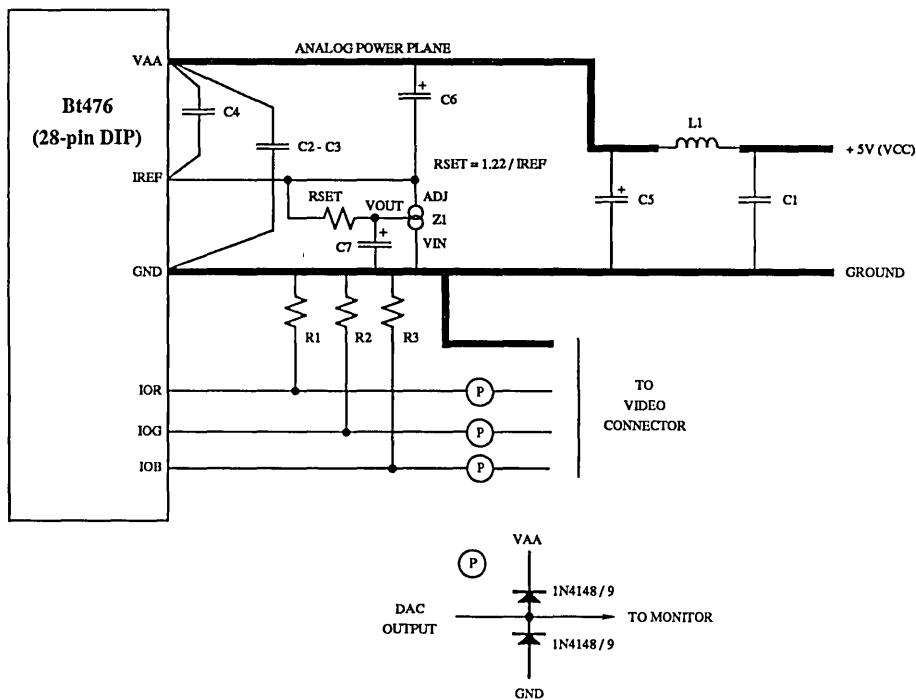 ANALOG POWER PLANE
VAA
Bt476
(28-pin DIP)
C4
C6
+
C2 - C3
L1
+ 5V (VCC)
RSET = 1.22 / IREF
IREF
RSET
ADJ
VOUT
Z1
+
C7
VIN
+
C5
C1
GND
GROUND
R1
R2
R3
IOR
P
TO
VIDEO
CONNECTOR
IOG
P
IOB
P
VAA
P
1N4148 / 9
DAC
OUTPUT
TO MONITOR
1N4148 / 9
GND